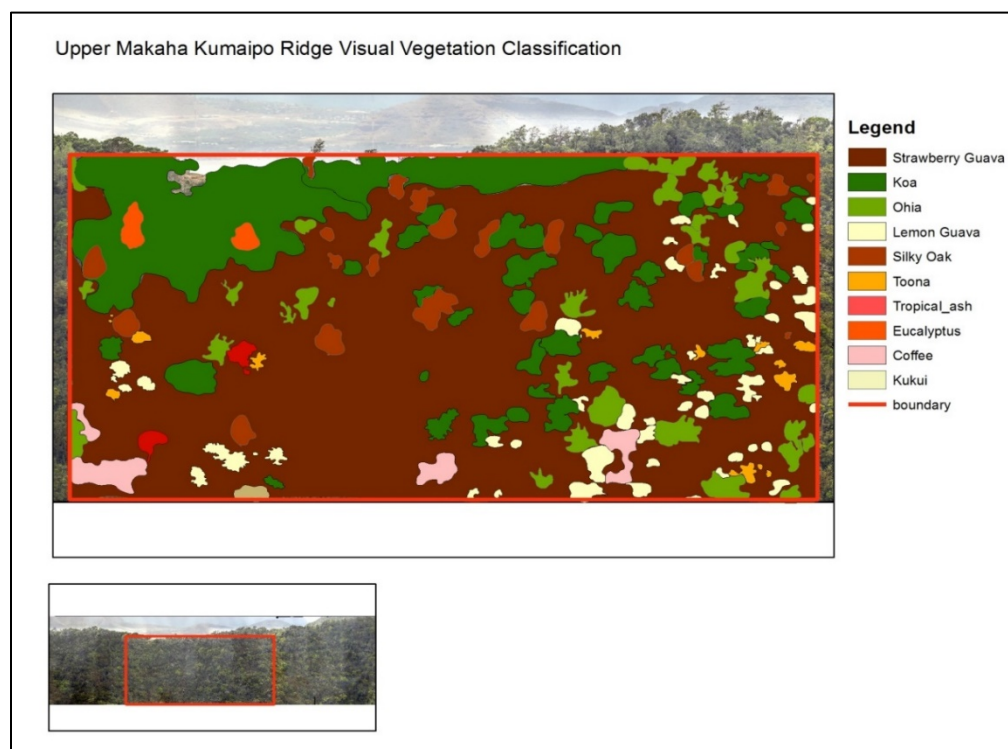 Upper Makaha Kumaipo Ridge Visual Vegetation Classification
Legend
Strawberry Guava
Koa
Ohia
Lemon Guava
Silky Oak
Toona
Tropical_ash
Eucalyptus
Coffee
Kukui
boundary